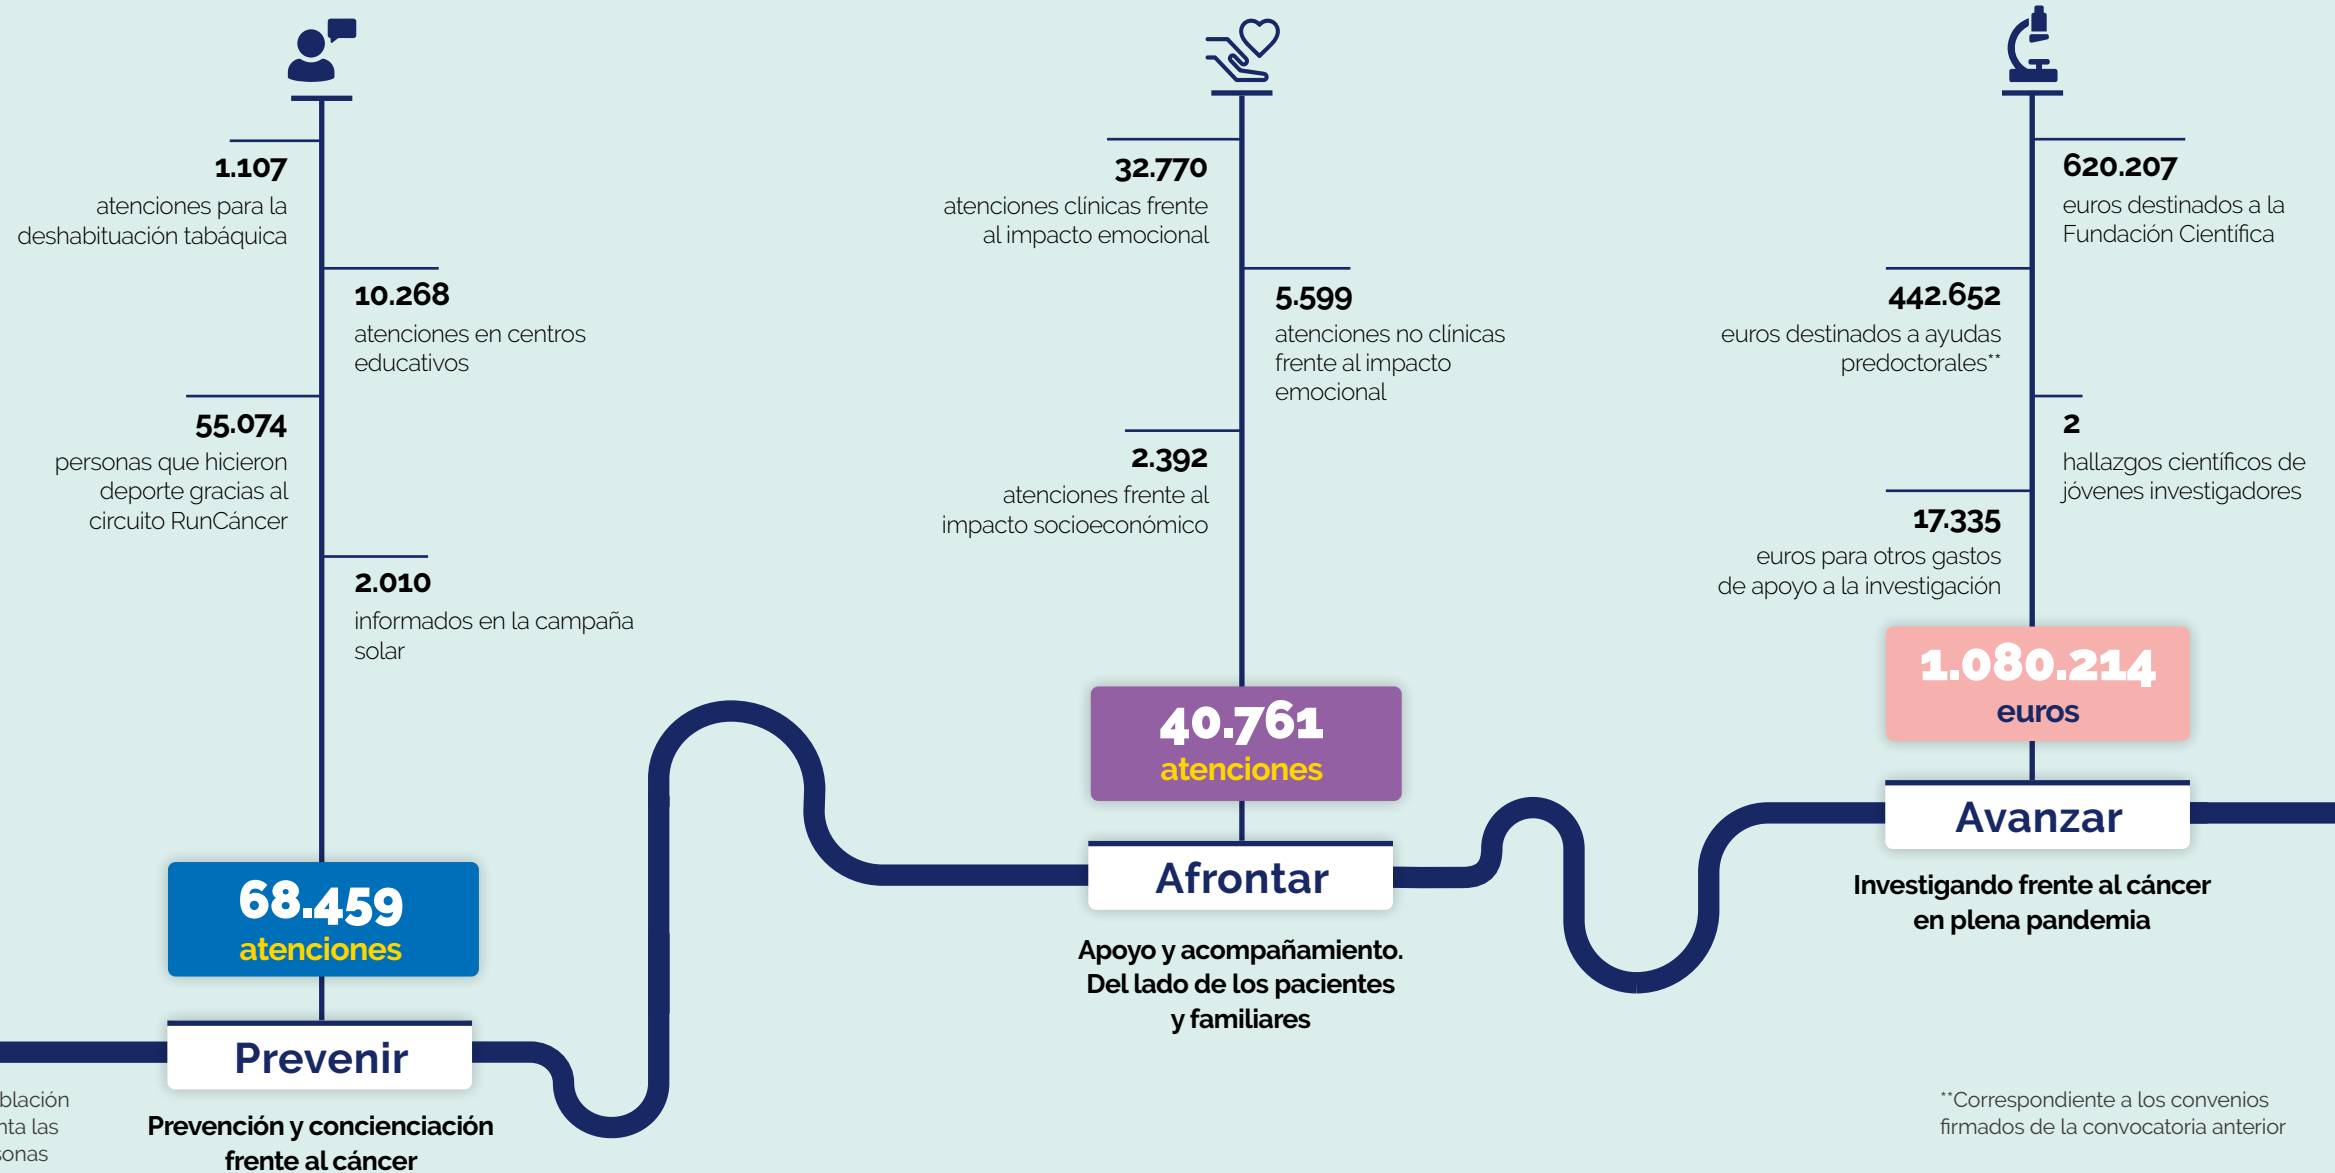 1.107
atenciones para la
deshabituación tabáquica
10.268
atenciones en centros
educativos
55.074
personas que hicieron
deporte gracias al
circuito RunCáncer
2.010
informados en la campaña
solar
68.459
atenciones
Prevenir
Prevención y concienciación
frente al cáncer
32.770
atenciones clínicas frente
al impacto emocional
5.599
atenciones no clínicas
frente al impacto
emocional
2.392
atenciones frente al
impacto socioeconómico
40.761
atenciones
Afrontar
Apoyo y acompañamiento.
Del lado de los pacientes
y familiares
620.207
euros destinados a la
Fundación Científica
442.652
euros destinados a ayudas
predoctorales**
2
hallazgos científicos de
jóvenes investigadores
17.335
euros para otros gastos
de apoyo a la investigación
1.080.214
euros
Avanzar
Investigando frente al cáncer
en plena pandemia
las
**Correspondiente a los convenios
firmados de la convocatoria anterior